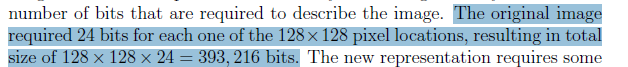 number of bits that are required to describe the image. The original image
required 24 bits for each one of the 128×128 pixel locations, resulting in total
size of 128 × 128 × 24 = 393, 216 bits. The new representation requires some